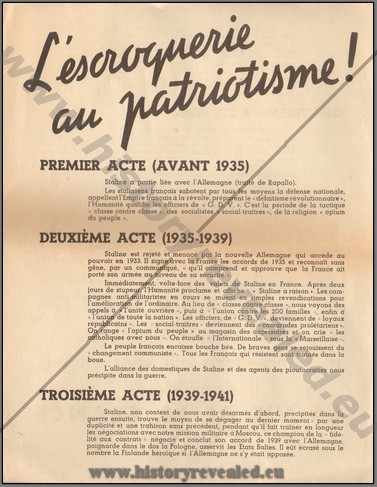 L'escroquerie
au patriotisme !
PREMIER ACTE (AVANT 1935)
Staline a partie liée avec l'Allemagne (traité de Rapallo).
Les staliniens français sabotent par tous les moyens la défense nationale,
appellent l'Empire français à la révolte, préparent le « défaitisme révolutionnaire »,
l'Humanité qualifie les officiers de « G. D. V. ». C'est la période de la tactique
« classe contre classe », des socialistes « social-traîtres », de la religion « opium
du peuple ».
DEUXIÈME ACTE (1935-1939)
Staline est rejeté et menacé par la nouvelle Allemagne qui accède au
pouvoir en 1933. Il signe avec la France les accords de 1935 et reconnaît sans
gêne, par un communiqué, « qu'il comprend et approuve que la France ait
porté son armée au niveau de sa sécurité ».
Immédiatement, volte-face des valets de Staline en France. Après deux
jours de stupeur, l'Humanité proclame et affiche « Staline a raison ». Les cam-
pagnes anti-militaristes en cours se muent en simples revendications pour
l'amélioration de l'ordinaire. Au lieu de « classe contre classe », nous voyons des
appels à « l'unité ouvrière », puis à « l'union contre les 200 familles », enfin à
« l'union de toute la nation ». Les officiers, de « G. D. V. », deviennent de « loyaux
républicains ». Les « social-traîtres » deviennent des « camarades prolétariens ».
On range « l'opium du peuple » au magasin des accessoires et on crie « les
catholiques avec nous ». On étouffe « l'Internationale » sous la « Marseillaise ».
Le peuple français encaisse bouche bée. De braves gens se réjouissent du
« changement communiste ». Tous les Français qui résistent sont traînés dans la
boue.
L'alliance des domestiques de Staline et des agents des ploutocraties nous
précipite dans la guerre.
TROISIÈME ACTE (1939-1941)
Staline, non content de nous avoir désarmés d'abord, précipités dans la
guerre ensuite, trouve le moyen de se dégager au dernier moment : par
une duplicité et une trahison sans précédent, pendant qu'il fait traîner en longueur
les négociations avec notre mission militaire à Moscou, ce champion de la « fidé-
lité aux contrats » négocie et conclut son accord de 1939 avec l'Allemagne,
poignarde dans le dos la Pologne, asservit les États Baltes. Il eût écrasé sous le
nombre la Finlande héroïque si l'Allemagne ne s'y était opposée.
www.historyrevealed.eu
www.historyrevealed.eu